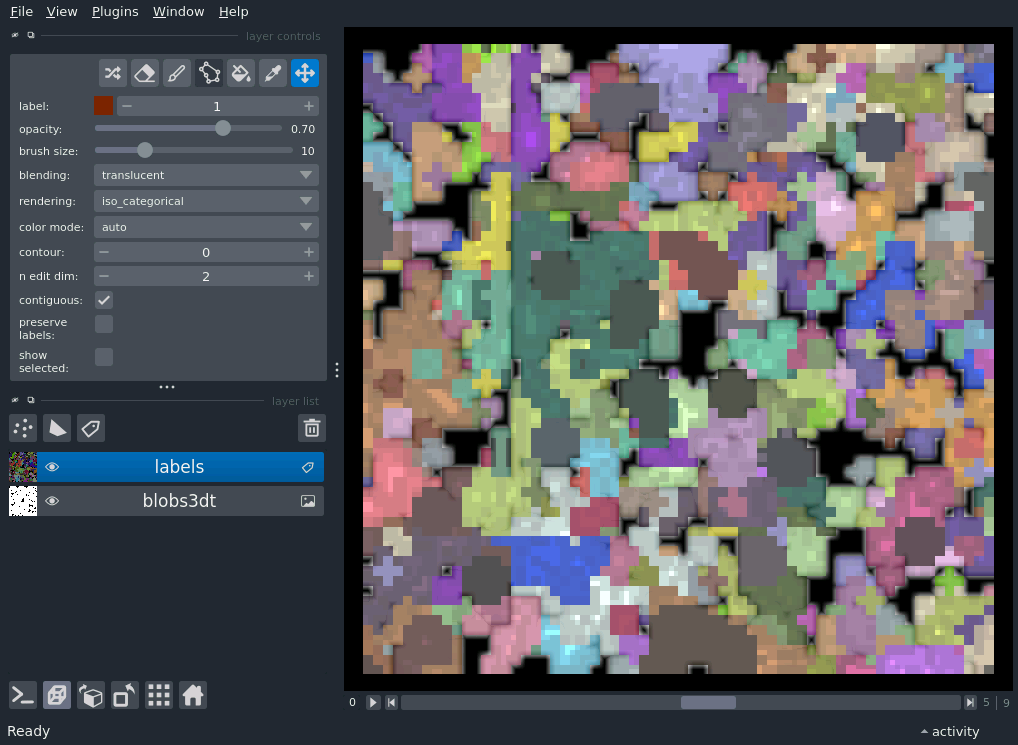 File View Plugins Window Help
layer controls
label: 1
opacity: 0.70
brush size: 10
blending: translucent
rendering: iso_categorical
color mode: auto
contour: 0
n edit dim: 2
contiguous:
preserve
labels:
show
selected:
layer list
labels
blobs3dt
0 5 9
Ready activity